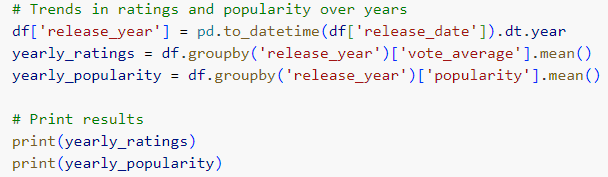 # Trends in ratings and popularity over years
df['release_year'] = pd.to_datetime(df['release_date']).dt.year
yearly_ratings = df.groupby('release_year')['vote_average'].mean()
yearly_popularity = df.groupby('release_year')['popularity'].mean()

# Print results
print(yearly_ratings)
print(yearly_popularity)